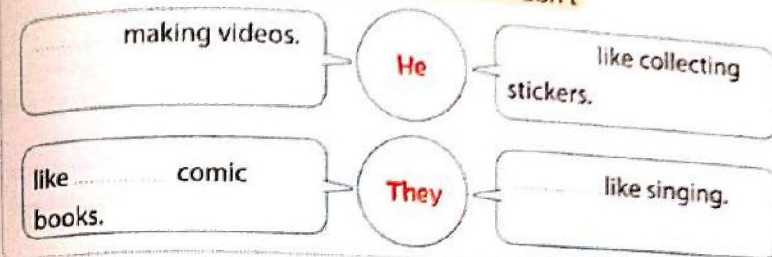 making videos.
He
like collecting
stickers.
like ............ comic
books.
They
............ like singing.